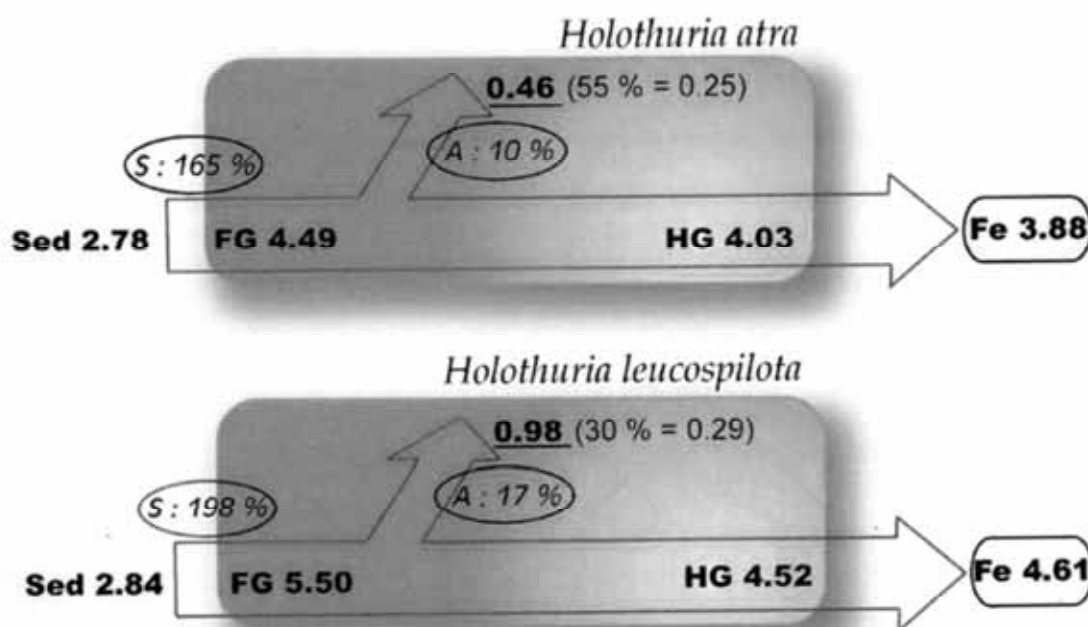 Holothuria atra
0.46 (55 % = 0.25)
S : 165 %
A : 10 %
Sed 2.78
FG 4.49
HG 4.03
Fe 3.88
Holothuria leucospilota
0.98 (30 % = 0.29)
S : 198 %
A : 17 %
Sed 2.84
FG 5.50
HG 4.52
Fe 4.61